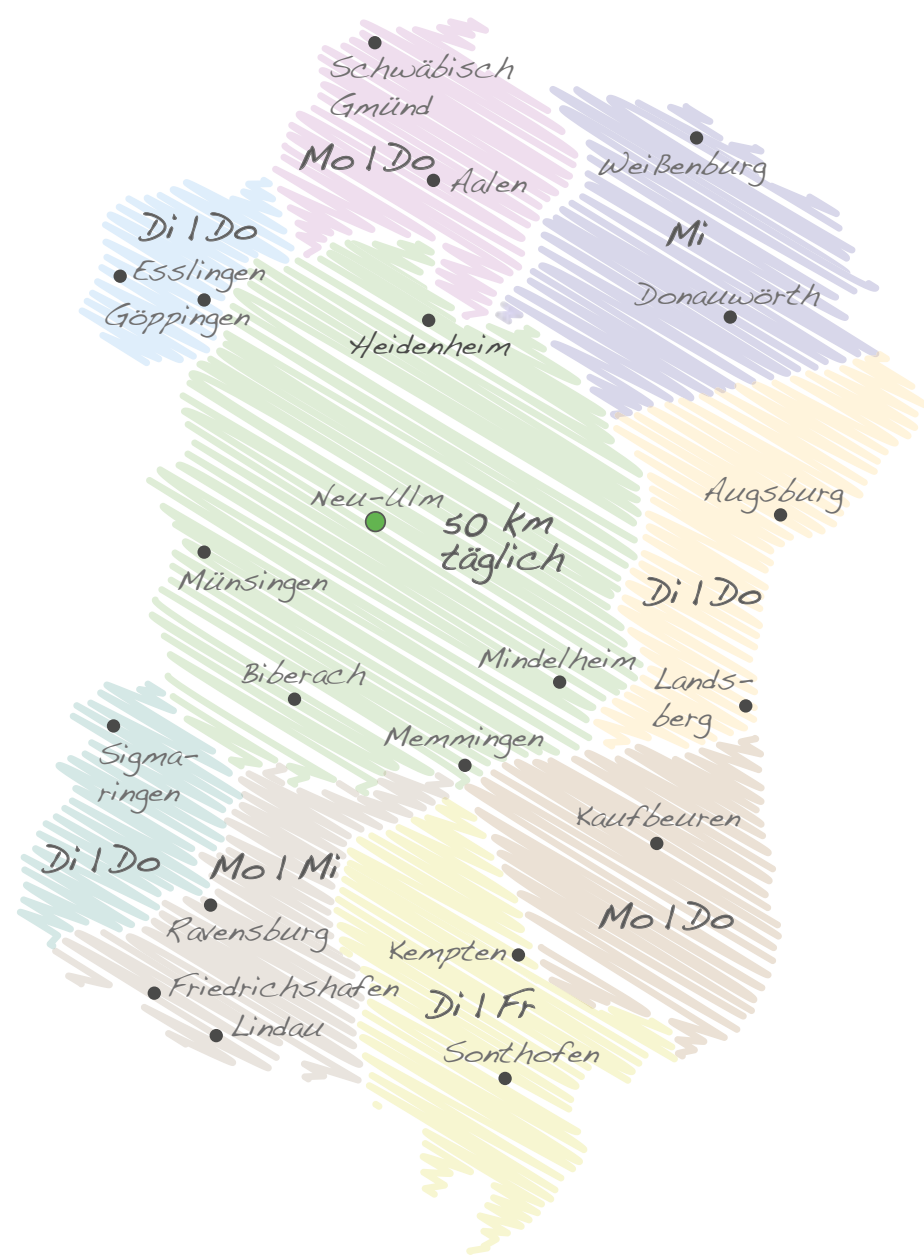 Schwäbisch
Gmünd
Mo | Do
Aalen
Weißenburg
Mi
Donauwörth
Di | Do
Esslingen
Göppingen
Heidenheim
Neu-Ulm
50 km
täglich
Münsingen
Augsburg
Di | Do
Biberach
Mindelheim
Lands-
berg
Memmingen
Sigma-
ringen
Di | Do
Mo | Mi
Kaufbeuren
Mo | Do
Ravensburg
Kempten
Friedrichshafen
Lindau
Di | Fr
Sonthofen